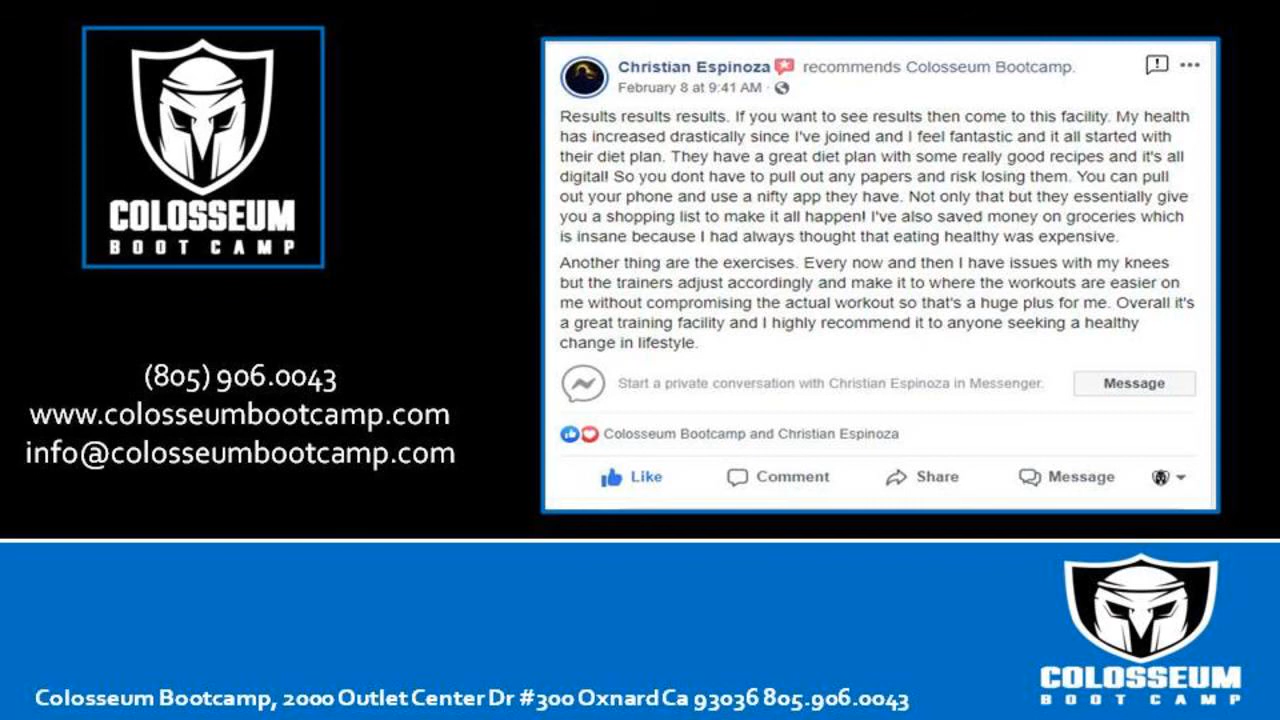 COLOSSEUM
BOOT CAMP
(805) 906.0043
www.colosseumbootcamp.com
info@colosseumbootcamp.com
Christian Espinoza recommends Colosseum Bootcamp.
February 8 at 9:41 AM ·
Results results results. If you want to see results then come to this facility. My health
has increased drastically since I've joined and I feel fantastic and it all started with
their diet plan. They have a great diet plan with some really good recipes and it's all
digital! So you dont have to pull out any papers and risk losing them. You can pull
out your phone and use a nifty app they have. Not only that but they essentially give
you a shopping list to make it all happen! I've also saved money on groceries which
is insane because I had always thought that eating healthy was expensive.
Another thing are the exercises. Every now and then I have issues with my knees
but the trainers adjust accordingly and make it to where the workouts are easier on
me without compromising the actual workout so that's a huge plus for me. Overall it's
a great training facility and I highly recommend it to anyone seeking a healthy
change in lifestyle.
Start a private conversation with Christian Espinoza in Messenger. Message
Colosseum Bootcamp and Christian Espinoza
Like Comment Share Message
Colosseum Bootcamp, 2000 Outlet Center Dr #300 Oxnard Ca 93036 805.906.0043
COLOSSEUM
BOOT CAMP